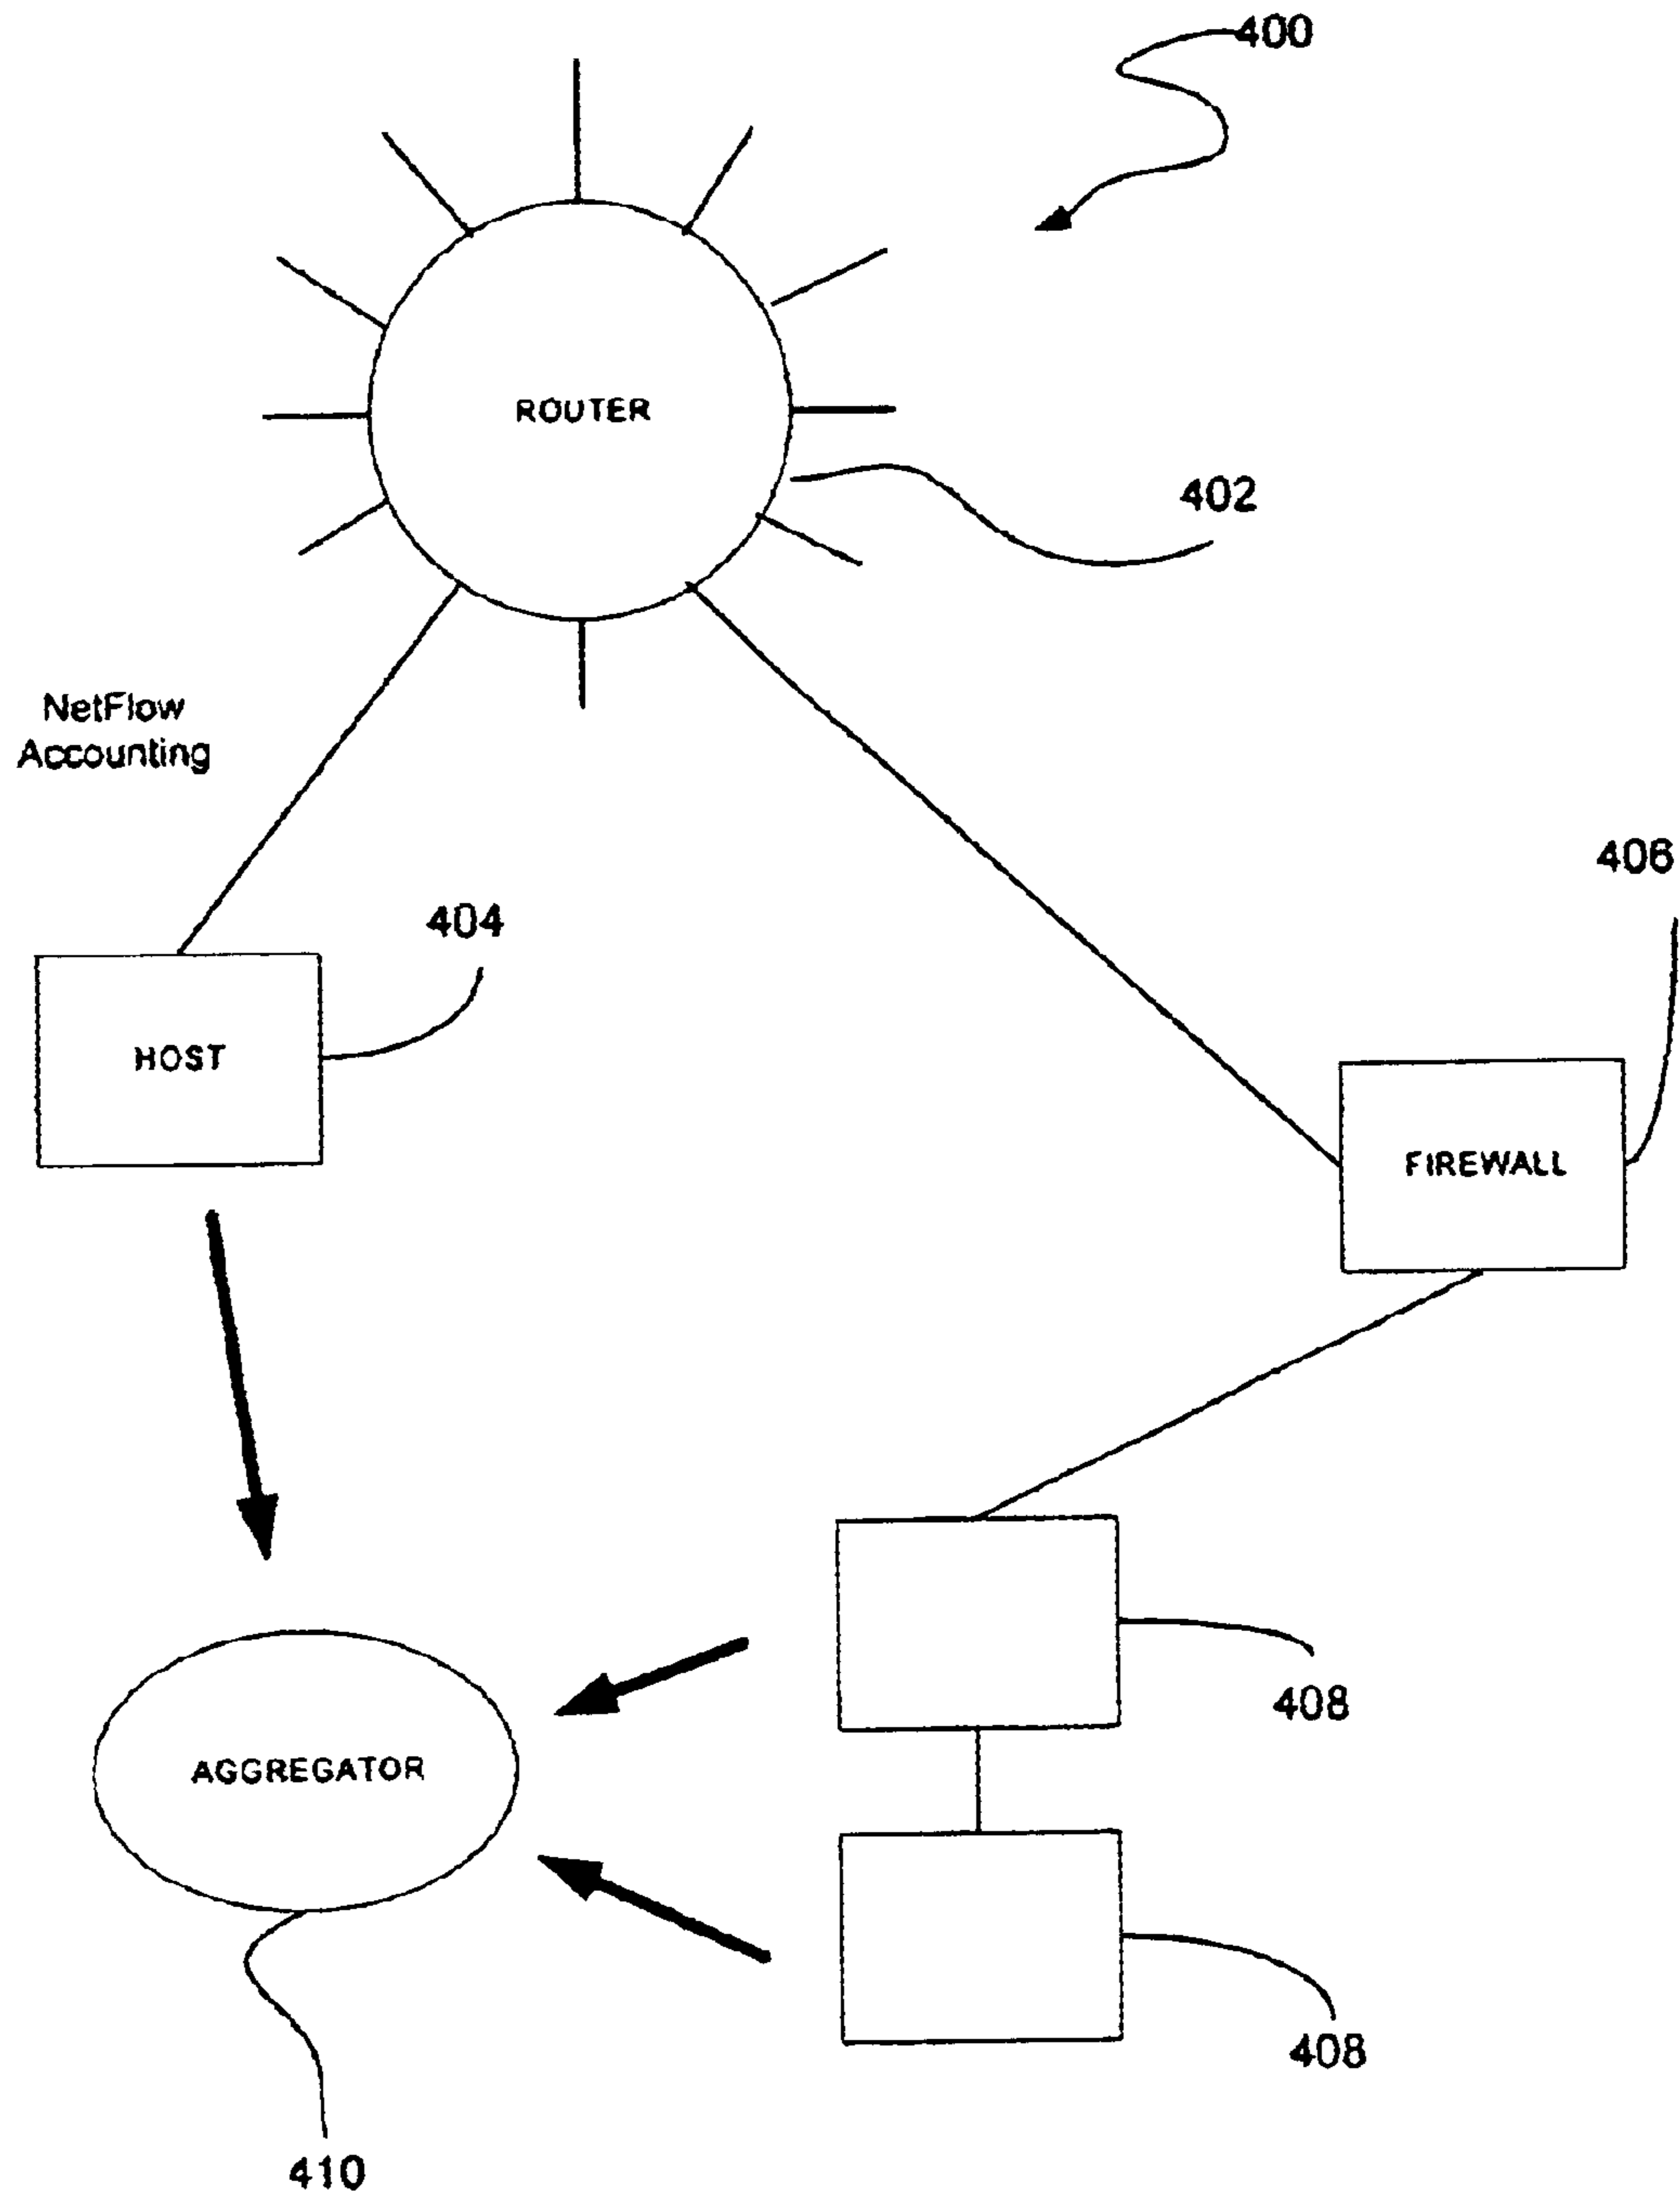 400
ROUTER
402
NetFlow
Accounting
406
404
HOST
FIREWALL
408
AGGREGATOR
408
410